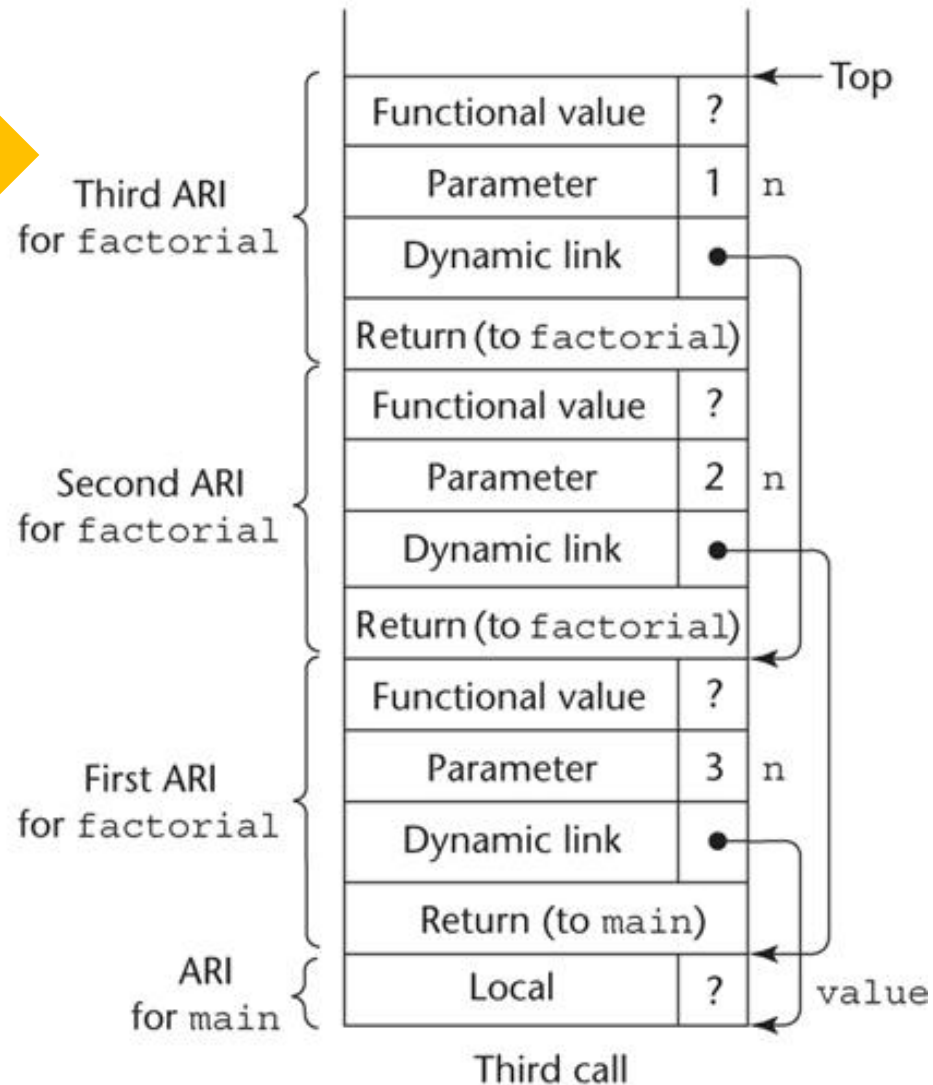 Top
Functional value ?
Third ARI
for factorial
Parameter 1 n
Dynamic link
Return (to factorial)
Functional value ?
Second ARI
for factorial
Parameter 2 n
Dynamic link
Return (to factorial)
Functional value ?
First ARI
for factorial
Parameter 3 n
Dynamic link
Return (to main)
ARI
for main
Local ? value
Third call